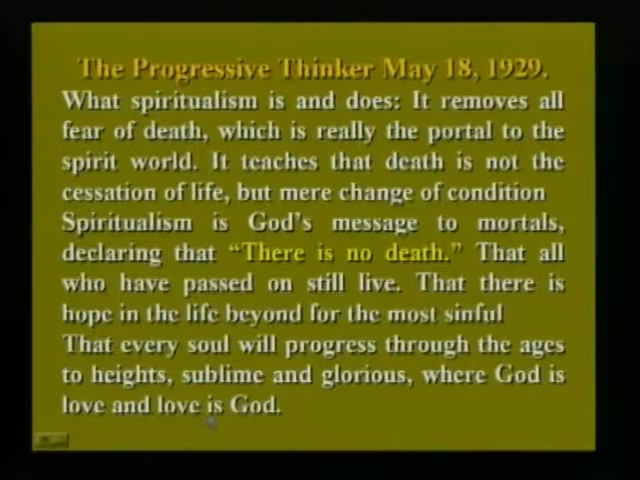 The Progressive Thinker May 18, 1929.
What spiritualism is and does: It removes all
fear of death, which is really the portal to the
spirit world. It teaches that death is not the
cessation of life, but mere change of condition
Spiritualism is God's message to mortals,
declaring that “There is no death.” That all
who have passed on still live. That there is
hope in the life beyond for the most sinful
That every soul will progress through the ages
to heights, sublime and glorious, where God is
love and love is God.